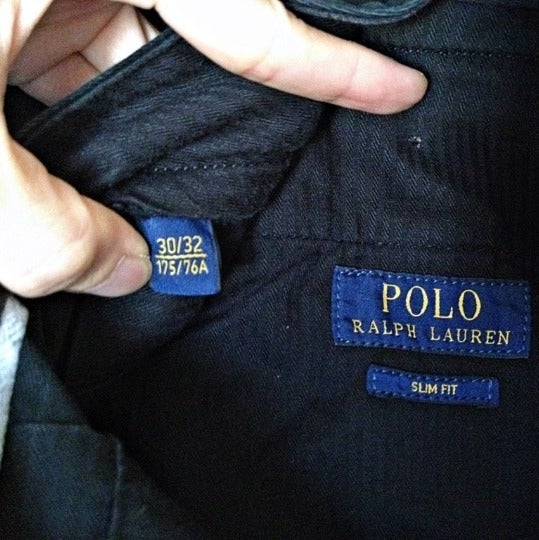 30/32
175/76A
POLO
RALPH LAUREN
SLIM FIT